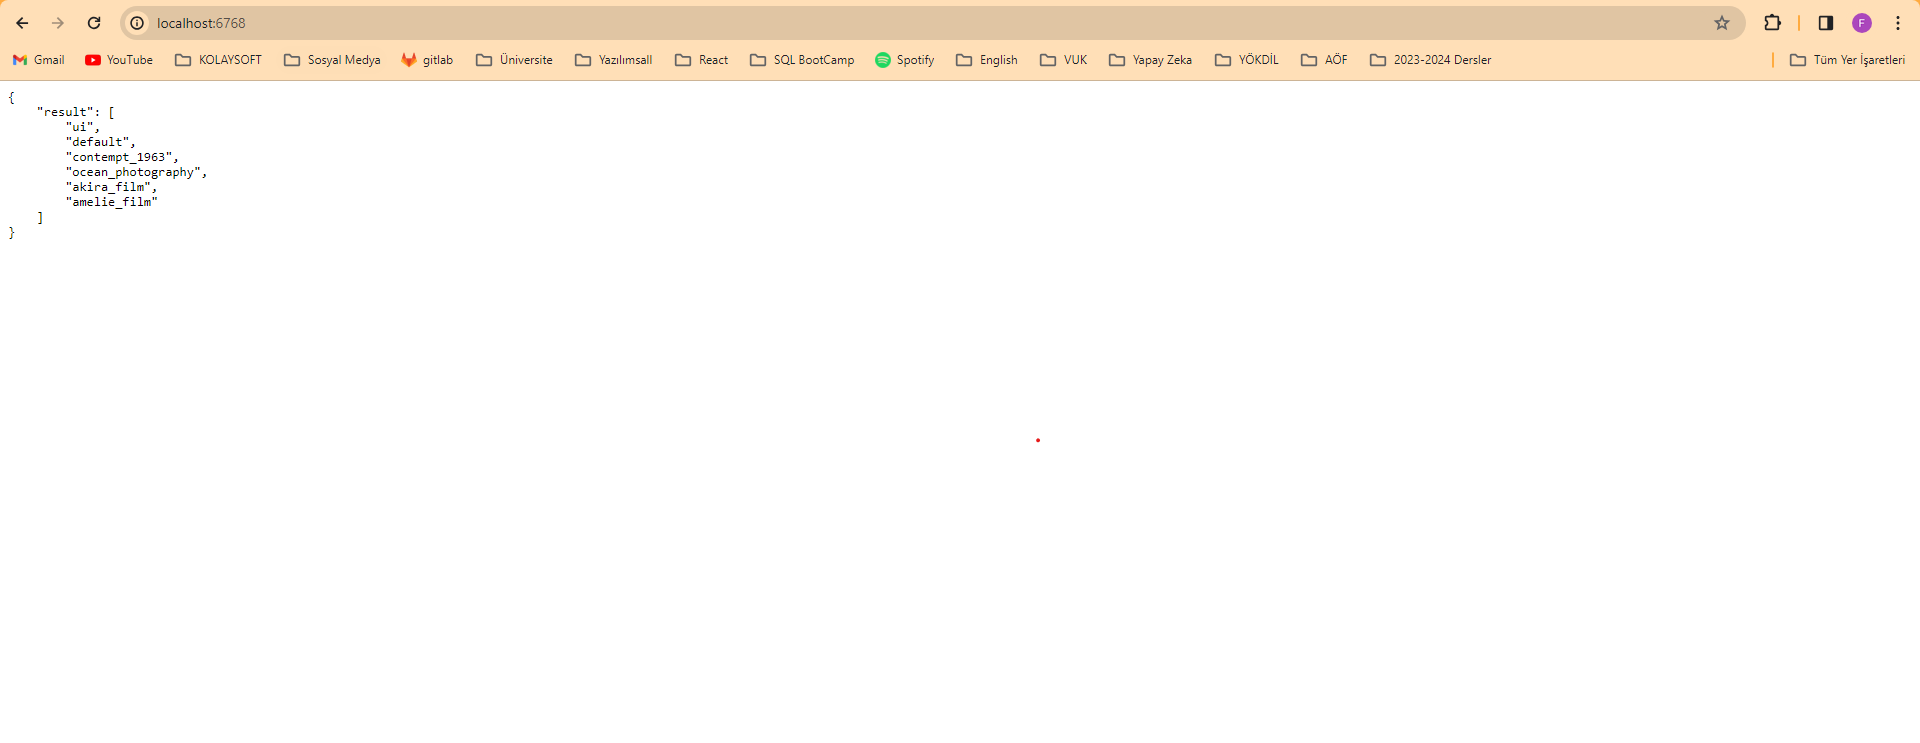 localhost:6768
Gmail YouTube KOLAYSOFT Sosyal Medya gitlab Üniversite Yazılımsall React SQL BootCamp Spotify English VUK Yapay Zeka YÖKDİL AÖF 2023-2024 Dersler Tüm Yer İşaretleri
F
{
    "result": [
        "ui",
        "default",
        "contempt_1963",
        "ocean_photography",
        "akira_film",
        "amelie_film"
    ]
}